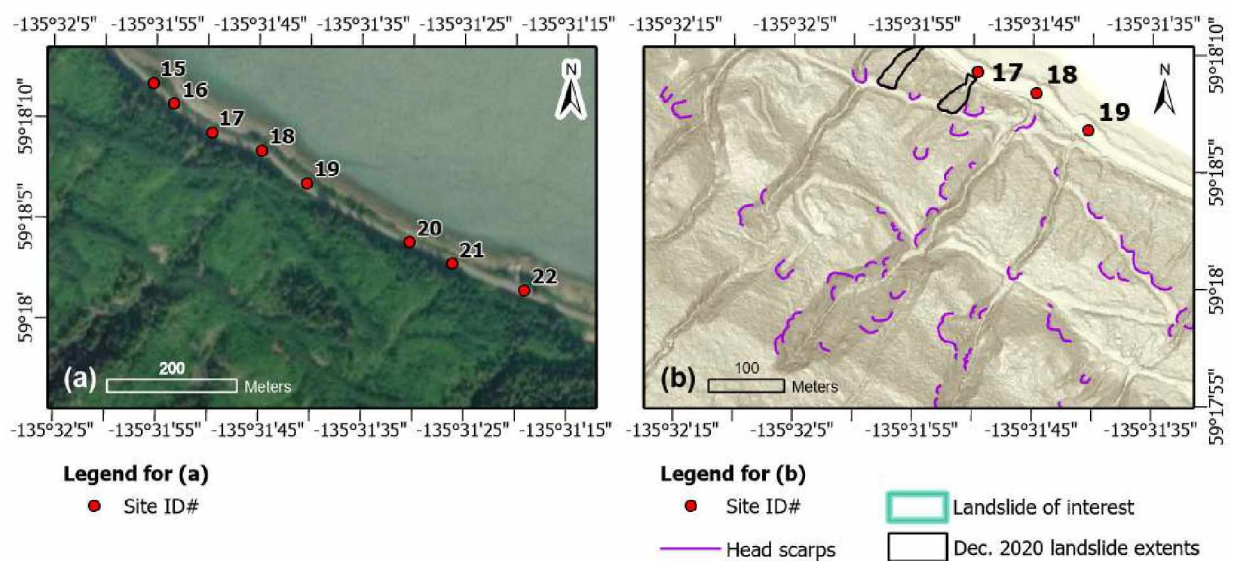 -135°32'5" -135°31'55" -135°31'45" -135°31'35" -135°31'25" -135°31'15"
59°18'10"
59°18'5"
59°18'
N
15
16
17
18
19
20
21
22
(a)
200
Meters
-135°32'5" -135°31'55" -135°31'45" -135°31'35" -135°31'25" -135°31'15"
-135°32'15" -135°32'5" -135°31'55" -135°31'45" -135°31'35"
59°18'10"
59°18'5"
59°18'
59°17'55"
N
17
18
19
(b)
100
Meters
-135°32'15" -135°32'5" -135°31'55" -135°31'45" -135°31'35"
Legend for (a)
Site ID#
Legend for (b)
Site ID#
Head scarps
Landslide of interest
Dec. 2020 landslide extents